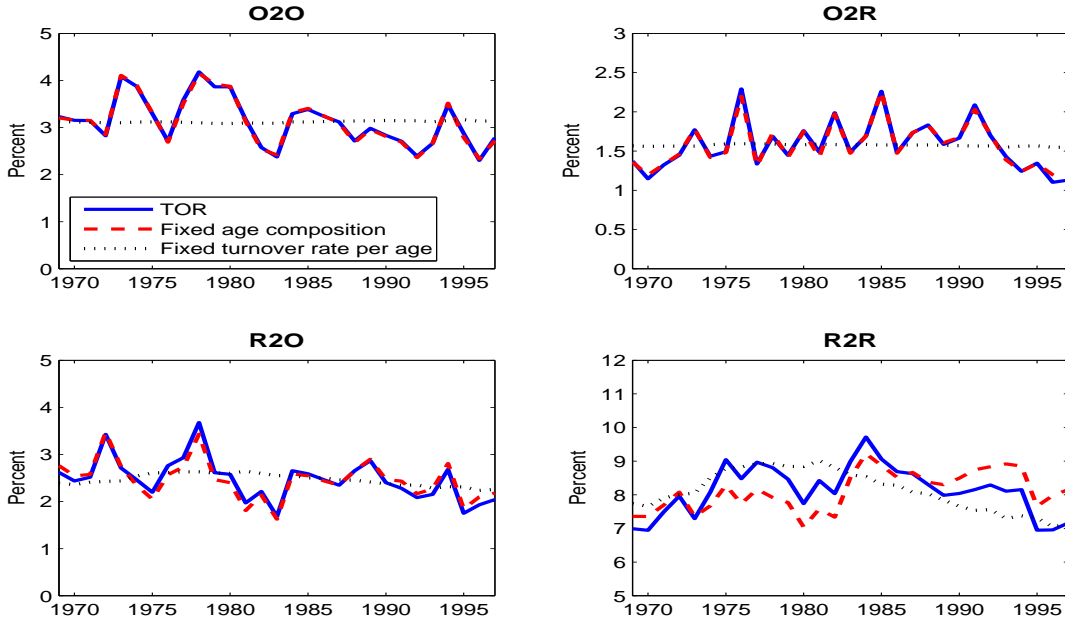 O2O
Percent
5
4
3
2
1
0
TOR
Fixed age composition
Fixed turnover rate per age
1970 1975 1980 1985 1990 1995
O2R
Percent
3
2.5
2
1.5
1
0.5
0
1970 1975 1980 1985 1990 1995
R2O
Percent
5
4
3
2
1
0
1970 1975 1980 1985 1990 1995
R2R
Percent
12
11
10
9
8
7
6
5
1970 1975 1980 1985 1990 1995